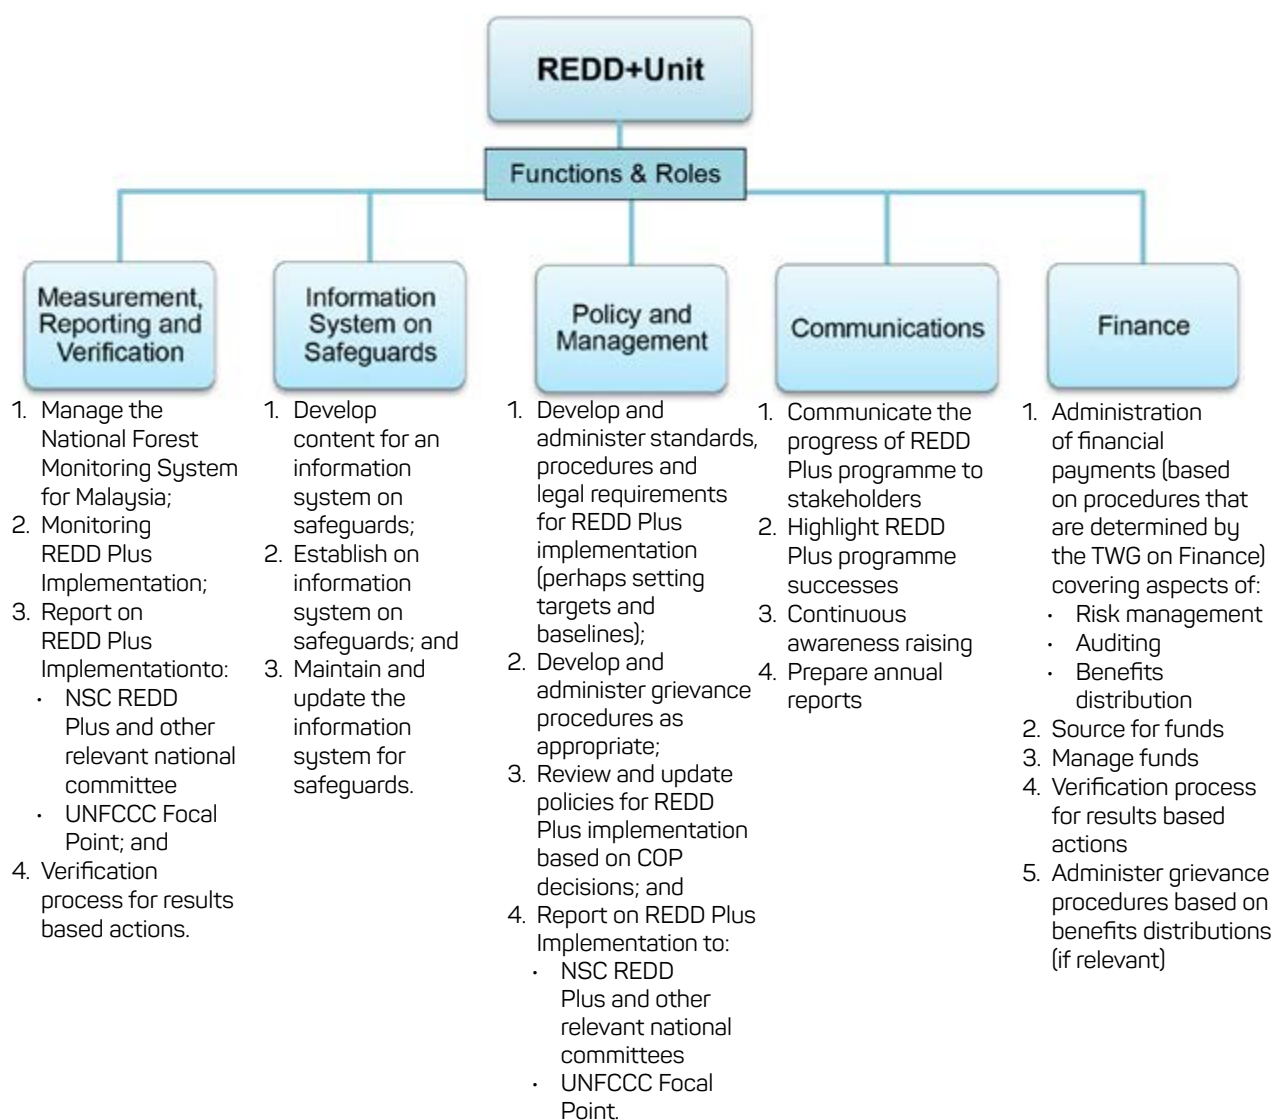 REDD+Unit
Functions & Roles
Measurement,
Reporting and
Verification
1. Manage the
National Forest
Monitoring System
for Malaysia;
2. Monitoring
REDD Plus
Implementation;
3. Report on
REDD Plus
Implementationto:
· NSC REDD
Plus and other
relevant national
committee
· UNFCCC Focal
Point; and
4. Verification
process for results
based actions.
Information
System on
Safeguards
1. Develop
content for an
information
system on
safeguards;
2. Establish on
information
system on
safeguards; and
3. Maintain and
update the
information
system for
safeguards.
Policy and
Management
1. Develop and
administer standards,
procedures and
legal requirements
for REDD Plus
implementation
(perhaps setting
targets and
baselines);
2. Develop and
administer grievance
procedures as
appropriate;
3. Review and update
policies for REDD
Plus implementation
based on COP
decisions; and
4. Report on REDD Plus
Implementation to:
· NSC REDD
Plus and other
relevant national
committees
· UNFCCC Focal
Point.
Communications
1. Communicate the
progress of REDD
Plus programme to
stakeholders
2. Highlight REDD
Plus programme
successes
3. Continuous
awareness raising
4. Prepare annual
reports
Finance
1. Administration
of financial
payments (based
on procedures that
are determined by
the TWG on Finance)
covering aspects of:
· Risk management
· Auditing
· Benefits
distribution
2. Source for funds
3. Manage funds
4. Verification process
for results based
actions
5. Administer grievance
procedures based on
benefits distributions
(if relevant)